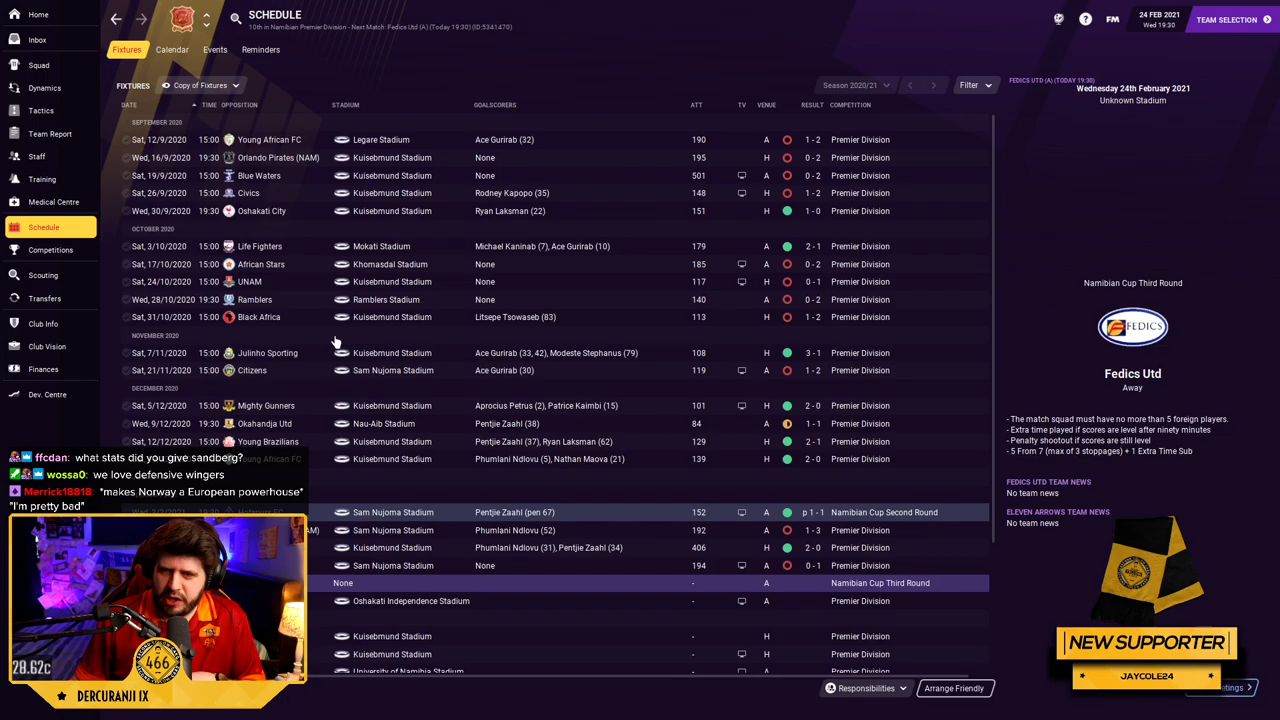 Home
Inbox
Squad
Dynamics
Tactics
Team Report
Staff
Training
Medical Centre
Schedule
Competitions
Scouting
Transfers
Club Info
Club Vision
Finances
Dev. Centre
SCHEDULE
10th in Namibian Premier Division - Next Match: Fedics Utd (A) (Today 19:30) (ID:5341470)
FM
24 FEB 2021
Wed 19:30
TEAM SELECTION
Fixtures Calendar Events Reminders
FIXTURES Copy of Fixtures Season 2020/21 Filter
DATE TIME OPPOSITION STADIUM GOALSCORERS ATT TV VENUE RESULT COMPETITION
SEPTEMBER 2020
Sat, 12/9/2020 15:00 Young African FC Legare Stadium Ace Gurirab (32) 190 A 1 - 2 Premier Division
Wed, 16/9/2020 19:30 Orlando Pirates (NAM) Kuisebmund Stadium None 195 H 0 - 2 Premier Division
Sat, 19/9/2020 15:00 Blue Waters Kuisebmund Stadium None 501 A 0 - 2 Premier Division
Sat, 26/9/2020 15:00 Civics Kuisebmund Stadium Rodney Kapopo (35) 148 H 1 - 2 Premier Division
Wed, 30/9/2020 19:30 Oshakati City Kuisebmund Stadium Ryan Laksman (22) 151 H 1 - 0 Premier Division
OCTOBER 2020
Sat, 3/10/2020 15:00 Life Fighters Mokati Stadium Michael Kaninab (7), Ace Gurirab (10) 179 A 2 - 1 Premier Division
Sat, 17/10/2020 15:00 African Stars Khomasdal Stadium None 185 A 0 - 2 Premier Division
Sat, 24/10/2020 15:00 UNAM Kuisebmund Stadium None 117 H 0 - 1 Premier Division
Wed, 28/10/2020 19:30 Ramblers Ramblers Stadium None 140 A 0 - 2 Premier Division
Sat, 31/10/2020 15:00 Black Africa Kuisebmund Stadium Litsepe Tsowaseb (83) 113 H 1 - 2 Premier Division
NOVEMBER 2020
Sat, 7/11/2020 15:00 Julinho Sporting Kuisebmund Stadium Ace Gurirab (33, 42), Modeste Stephanus (79) 108 H 3 - 1 Premier Division
Sat, 21/11/2020 15:00 Citizens Sam Nujoma Stadium Ace Gurirab (30) 119 A 1 - 2 Premier Division
DECEMBER 2020
Sat, 5/12/2020 15:00 Mighty Gunners Kuisebmund Stadium Aprocius Petrus (2), Patrice Kaimbi (15) 101 H 2 - 0 Premier Division
Wed, 9/12/2020 19:30 Okahandja Utd Nau-Aib Stadium Pentjie Zaahl (38) 84 A 1 - 1 Premier Division
Sat, 12/12/2020 15:00 Young Brazilians Kuisebmund Stadium Pentjie Zaahl (37), Ryan Laksman (62) 129 H 2 - 1 Premier Division
Young African FC Kuisebmund Stadium Phumlani Ndlovu (5), Nathan Maova (21) 139 H 2 - 0 Premier Division
Sam Nujoma Stadium Pentjie Zaahl (pen 67) 152 A p 1 - 1 Namibian Cup Second Round
Sam Nujoma Stadium Phumlani Ndlovu (52) 192 A 1 - 3 Premier Division
Kuisebmund Stadium Phumlani Ndlovu (31), Pentjie Zaahl (34) 406 H 2 - 0 Premier Division
Sam Nujoma Stadium None 194 A 0 - 1 Premier Division
None - A Namibian Cup Third Round
Oshakati Independence Stadium - A Premier Division
Kuisebmund Stadium - H Premier Division
Kuisebmund Stadium - H Premier Division
University of Namibia Stadium - A Premier Division
Responsibilities Arrange Friendly
FEDICS UTD (A) (TODAY 19:30)
Wednesday 24th February 2021
Unknown Stadium
Namibian Cup Third Round
FEDICS
Fedics Utd
Away
- The match squad must have no more than 5 foreign players.
- Extra time played if scores are level after ninety minutes
- Penalty shootout if scores are still level
- 5 From 7 (max of 3 stoppages) + 1 Extra Time Sub
FEDICS UTD TEAM NEWS
No team news
ELEVEN ARROWS TEAM NEWS
No team news
NEW SUPPORTER
JAYCOLE24
ffcdan: what stats did you give sandberg?
wossa0: we love defensive wingers
Merrick18818: *makes Norway a European powerhouse*
"I'm pretty bad"
28.62c
466
DERCURANJI IX